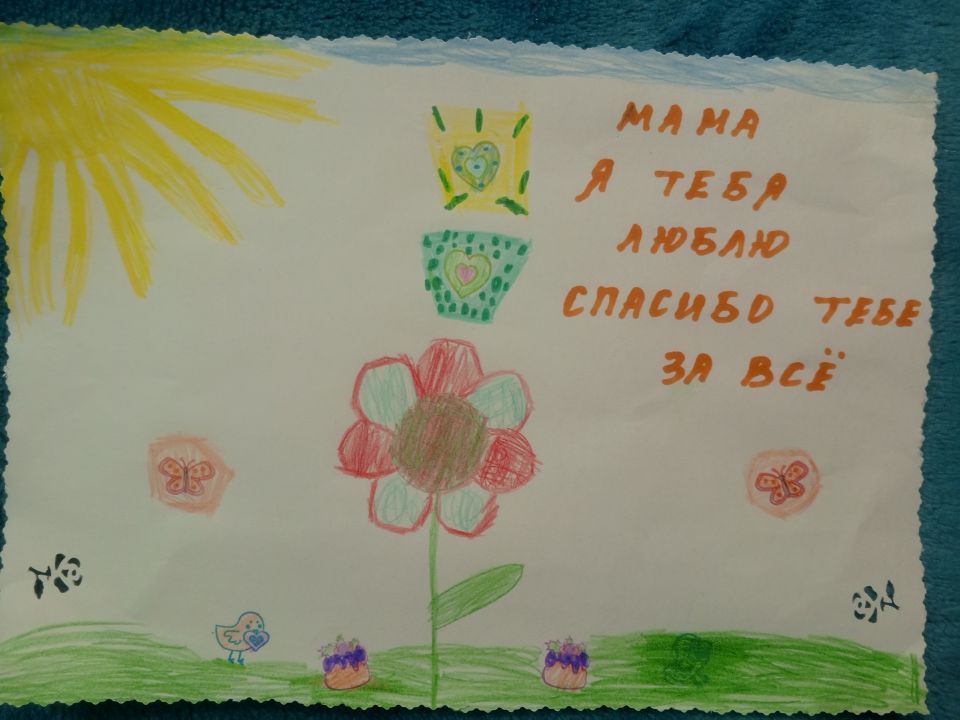 МАМА
Я ТЕБЯ
ЛЮБЛЮ
СПАСИБО ТЕБЕ
ЗА ВСЁ